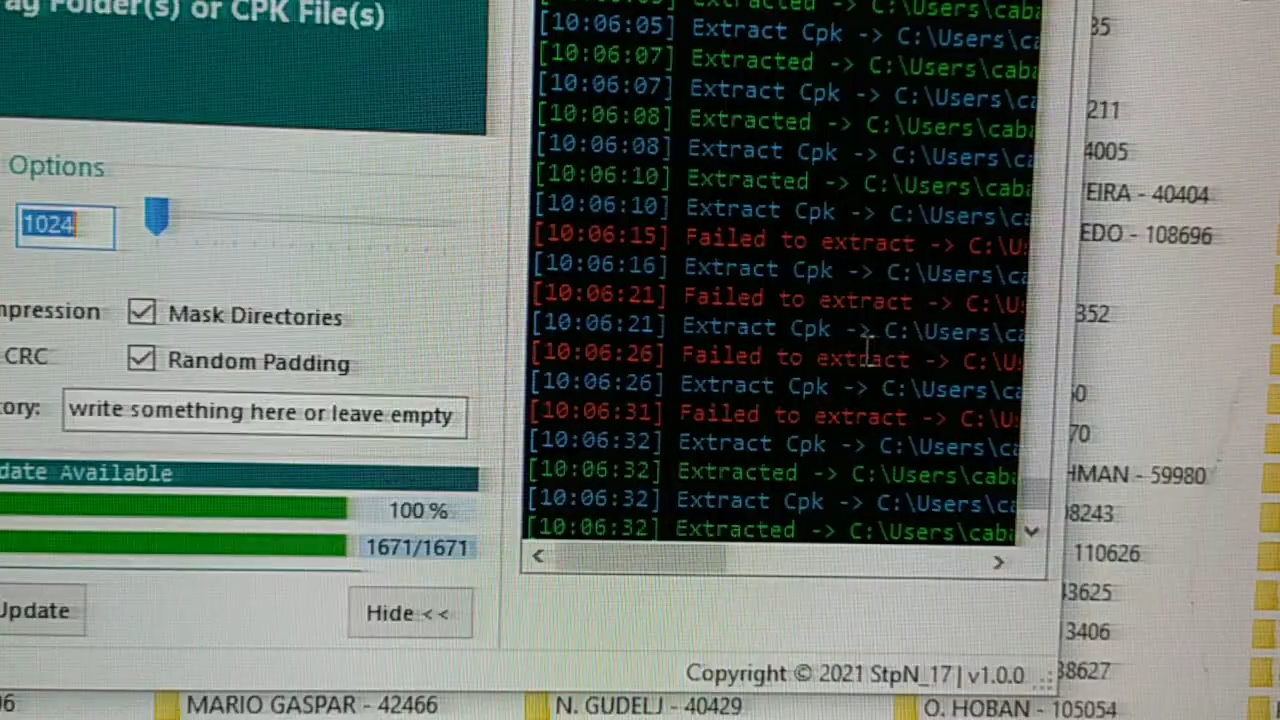 ag Folder(s) or CPK File(s)
Options
1024
mpression
Mask Directories
CRC
Random Padding
ory:
write something here or leave empty
date Available
100 %
1671/1671
Update
Hide <<
Extracted -> C:\Users\caba
[10:06:05] Extract Cpk -> C:\Users\ca
[10:06:07] Extracted -> C:\Users\caba
[10:06:07] Extract Cpk -> C:\Users\ca
[10:06:08] Extracted -> C:\Users\caba
[10:06:08] Extract Cpk -> C:\Users\ca
[10:06:10] Extracted -> C:\Users\caba
[10:06:10] Extract Cpk -> C:\Users\ca
[10:06:15] Failed to extract -> C:\U
[10:06:16] Extract Cpk -> C:\Users\ca
[10:06:21] Failed to extract -> C:\U
[10:06:21] Extract Cpk -> C:\Users\ca
[10:06:26] Failed to extract -> C:\U
[10:06:26] Extract Cpk -> C:\Users\ca
[10:06:31] Failed to extract -> C:\U
[10:06:32] Extract Cpk -> C:\Users\ca
[10:06:32] Extracted -> C:\Users\cab
[10:06:32] Extract Cpk -> C:\Users\ca
[10:06:32] Extracted -> C:\Users\cab
Copyright © 2021 StpN_17 | v1.0.0
35
211
4005
EIRA - 40404
EDO - 108696
352
70
HMAN - 59980
98243
110626
43625
3406
38627
MARIO GASPAR - 42466
N. GUDELJ - 40429
O. HOBAN - 105054